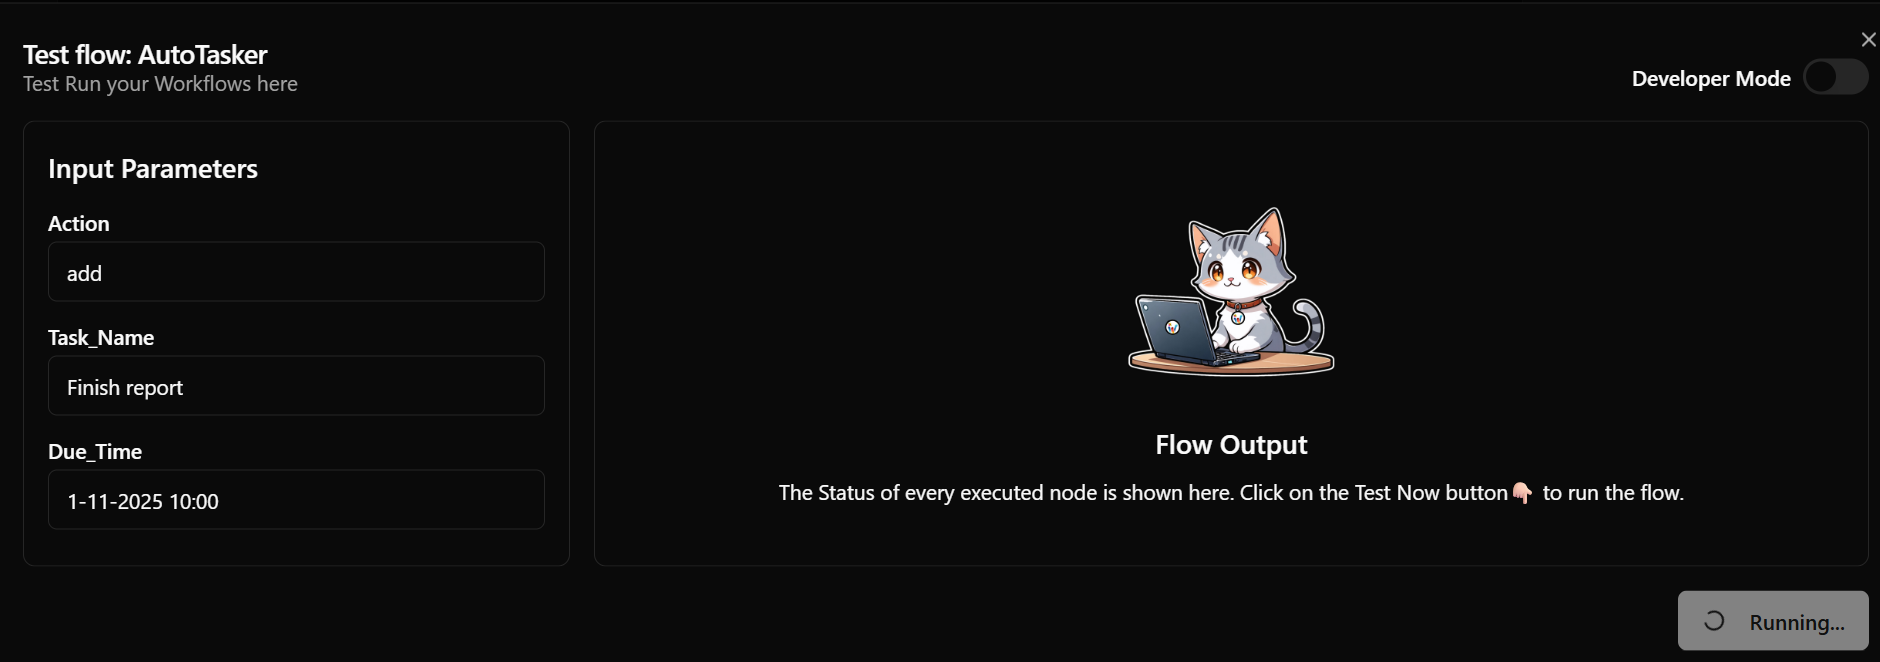 Test flow: AutoTasker
Test Run your Workflows here
Developer Mode
Input Parameters
Action
add
Task_Name
Finish report
Due_Time
1-11-2025 10:00
Flow Output
The Status of every executed node is shown here. Click on the Test Now button👇🏻 to run the flow.
Running...